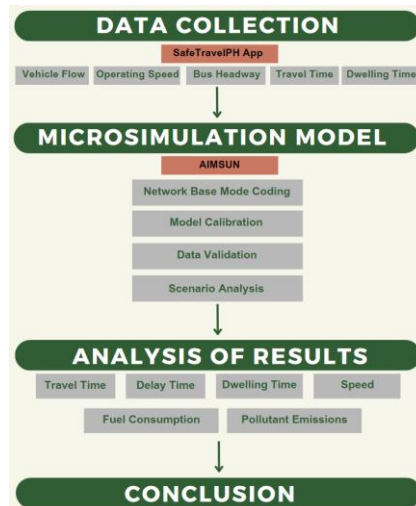 DATA COLLECTION
SafeTravelPH App
Vehicle Flow Operating Speed Bus Headway Travel Time Dwelling Time
MICROSIMULATION MODEL
AIMSUN
Network Base Mode Coding
Model Calibration
Data Validation
Scenario Analysis
ANALYSIS OF RESULTS
Travel Time Delay Time Dwelling Time Speed
Fuel Consumption Pollutant Emissions
CONCLUSION